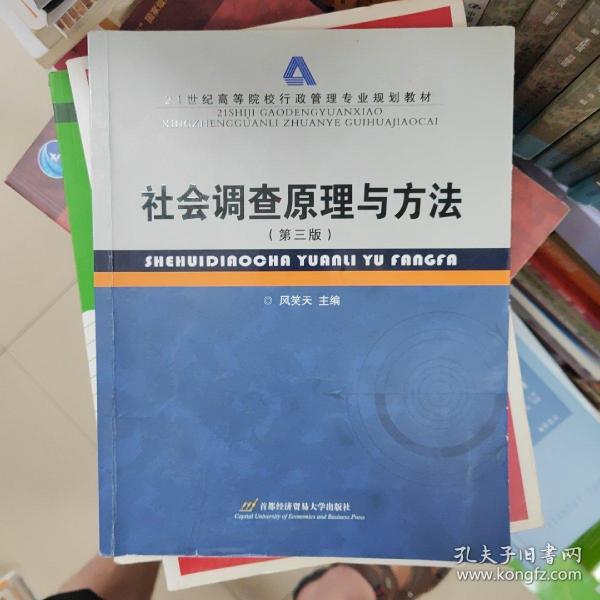 21世纪高等院校行政管理专业规划教材
21SHIJI GAODENGYUANXIAO
XINGZHENGGUANLI ZHUANYE GUIHUAJIAOCAI
社会调查原理与方法
(第三版)
SHEHUIDIAOCHA YUANLI YU FANGFA
◎ 风笑天 主编
首都经济贸易大学出版社
Capital University of Economics and Business Press
孔夫子旧书网
www.kongfz.com